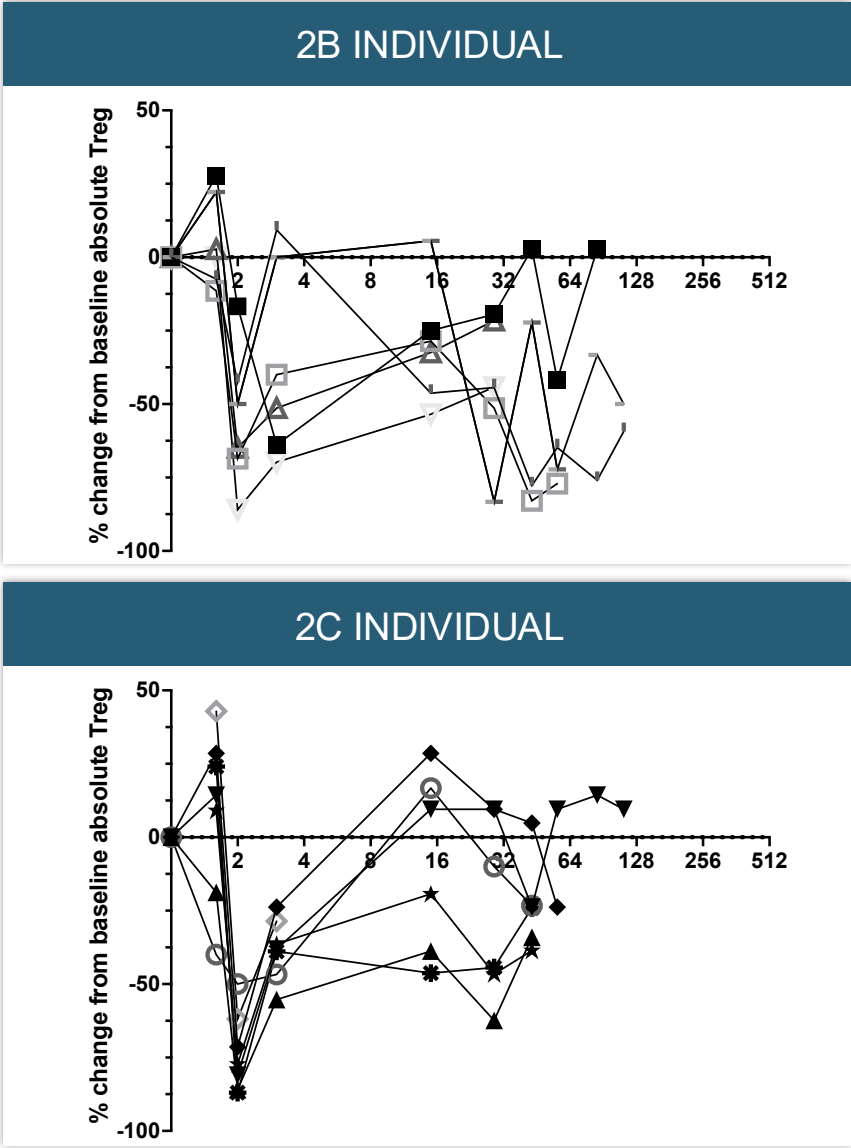 2B INDIVIDUAL
% change from baseline absolute Treg
50
0
-50
-100
2 4 8 16 32 64 128 256 512
2C INDIVIDUAL
% change from baseline absolute Treg
50
0
-50
-100
2 4 8 16 32 64 128 256 512